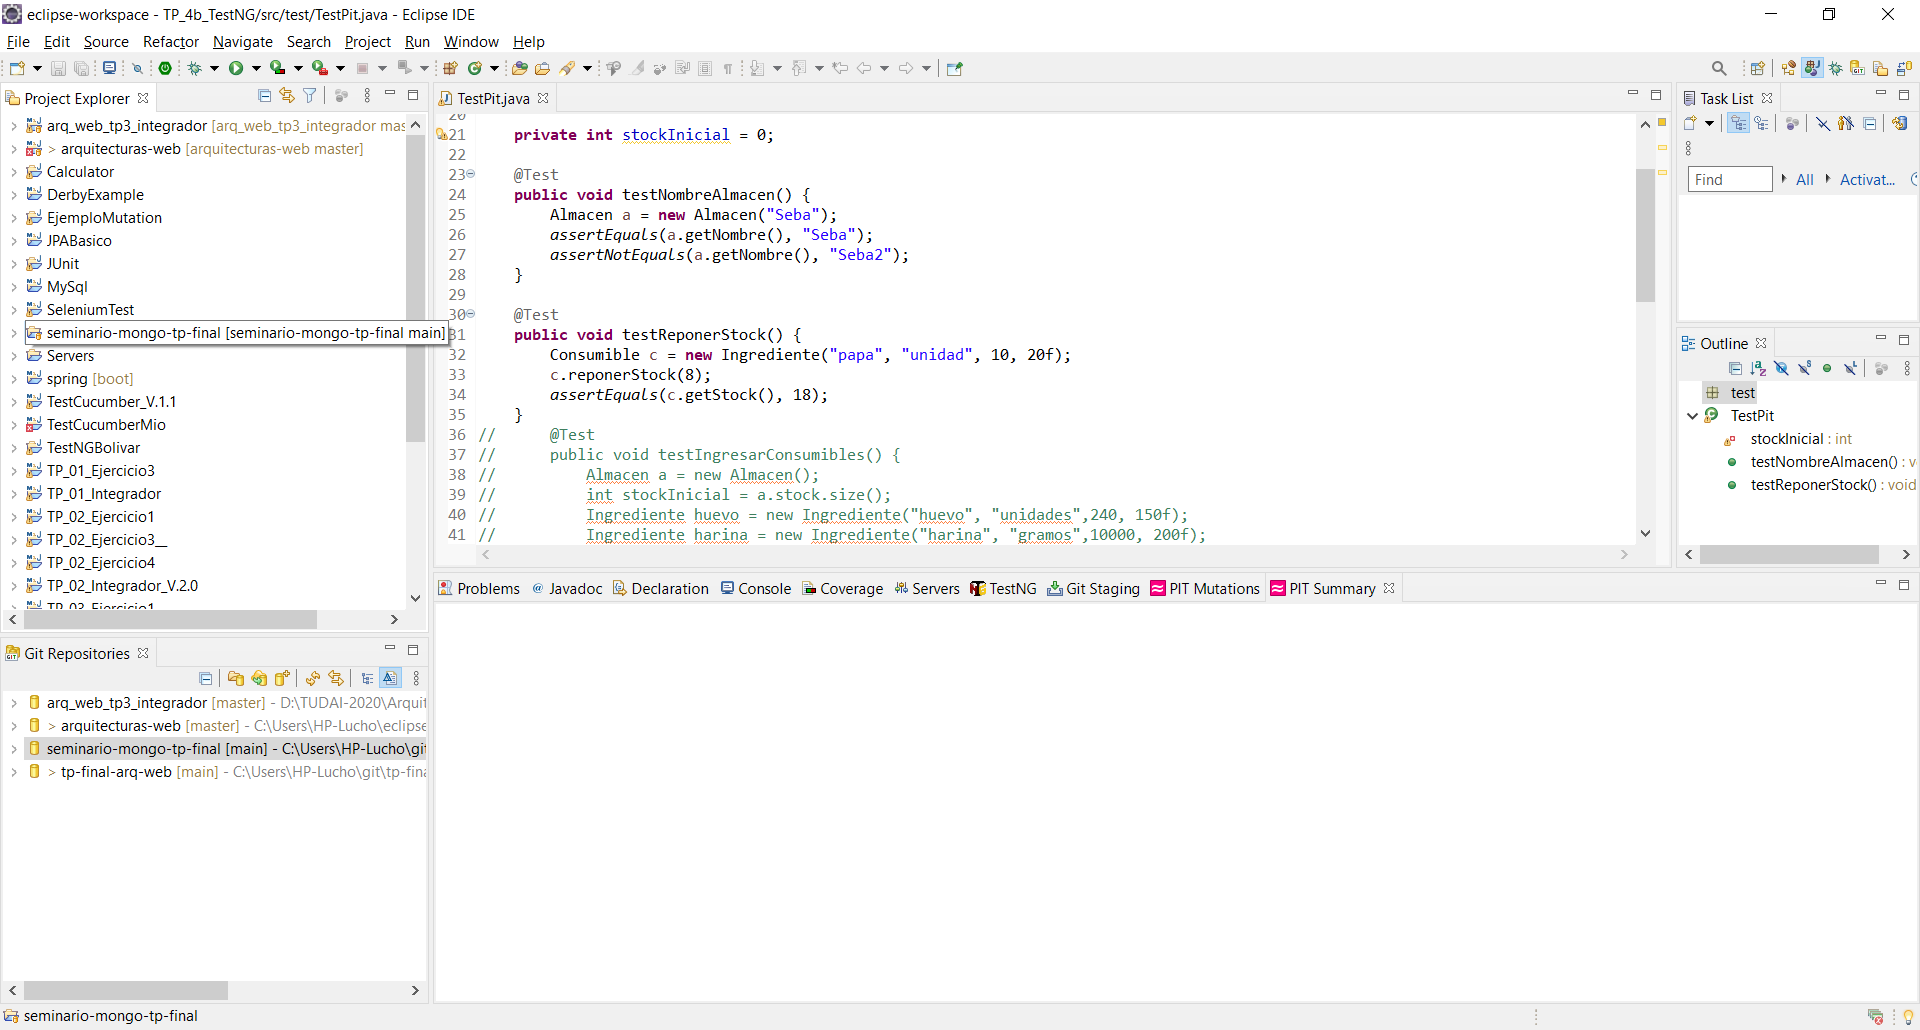 eclipse-workspace - TP_4b_TestNG/src/test/TestPit.java - Eclipse IDE
File Edit Source Refactor Navigate Search Project Run Window Help
Project Explorer
arq_web_tp3_integrador [arq_web_tp3_integrador mas
> arquitecturas-web [arquitecturas-web master]
Calculator
DerbyExample
EjemploMutation
JPABasico
JUnit
MySql
SeleniumTest
seminario-mongo-tp-final [seminario-mongo-tp-final main]
Servers
spring [boot]
TestCucumber_V.1.1
TestCucumberMio
TestNGBolivar
TP_01_Ejercicio3
TP_01_Integrador
TP_02_Ejercicio1
TP_02_Ejercicio3__
TP_02_Ejercicio4
TP_02_Integrador_V.2.0
TP_03_Ejercicio1
Git Repositories
arq_web_tp3_integrador [master] - D:\TUDAI-2020\Arquit
> arquitecturas-web [master] - C:\Users\HP-Lucho\eclipse
seminario-mongo-tp-final [main] - C:\Users\HP-Lucho\git
> tp-final-arq-web [main] - C:\Users\HP-Lucho\git\tp-fina
TestPit.java
20
21 private int stockInicial = 0;
22
23 @Test
24 public void testNombreAlmacen() {
25 Almacen a = new Almacen("Seba");
26 assertEquals(a.getNombre(), "Seba");
27 assertNotEquals(a.getNombre(), "Seba2");
28 }
29
30 @Test
31 public void testReponerStock() {
32 Consumible c = new Ingrediente("papa", "unidad", 10, 20f);
33 c.reponerStock(8);
34 assertEquals(c.getStock(), 18);
35 }
36 // @Test
37 // public void testIngresarConsumibles() {
38 // Almacen a = new Almacen();
39 // int stockInicial = a.stock.size();
40 // Ingrediente huevo = new Ingrediente("huevo", "unidades",240, 150f);
41 // Ingrediente harina = new Ingrediente("harina", "gramos",10000, 200f);
Problems Javadoc Declaration Console Coverage Servers TestNG Git Staging PIT Mutations PIT Summary
Task List
Find All Activat...
Outline
test
TestPit
stockInicial : int
testNombreAlmacen() : v
testReponerStock() : void
seminario-mongo-tp-final